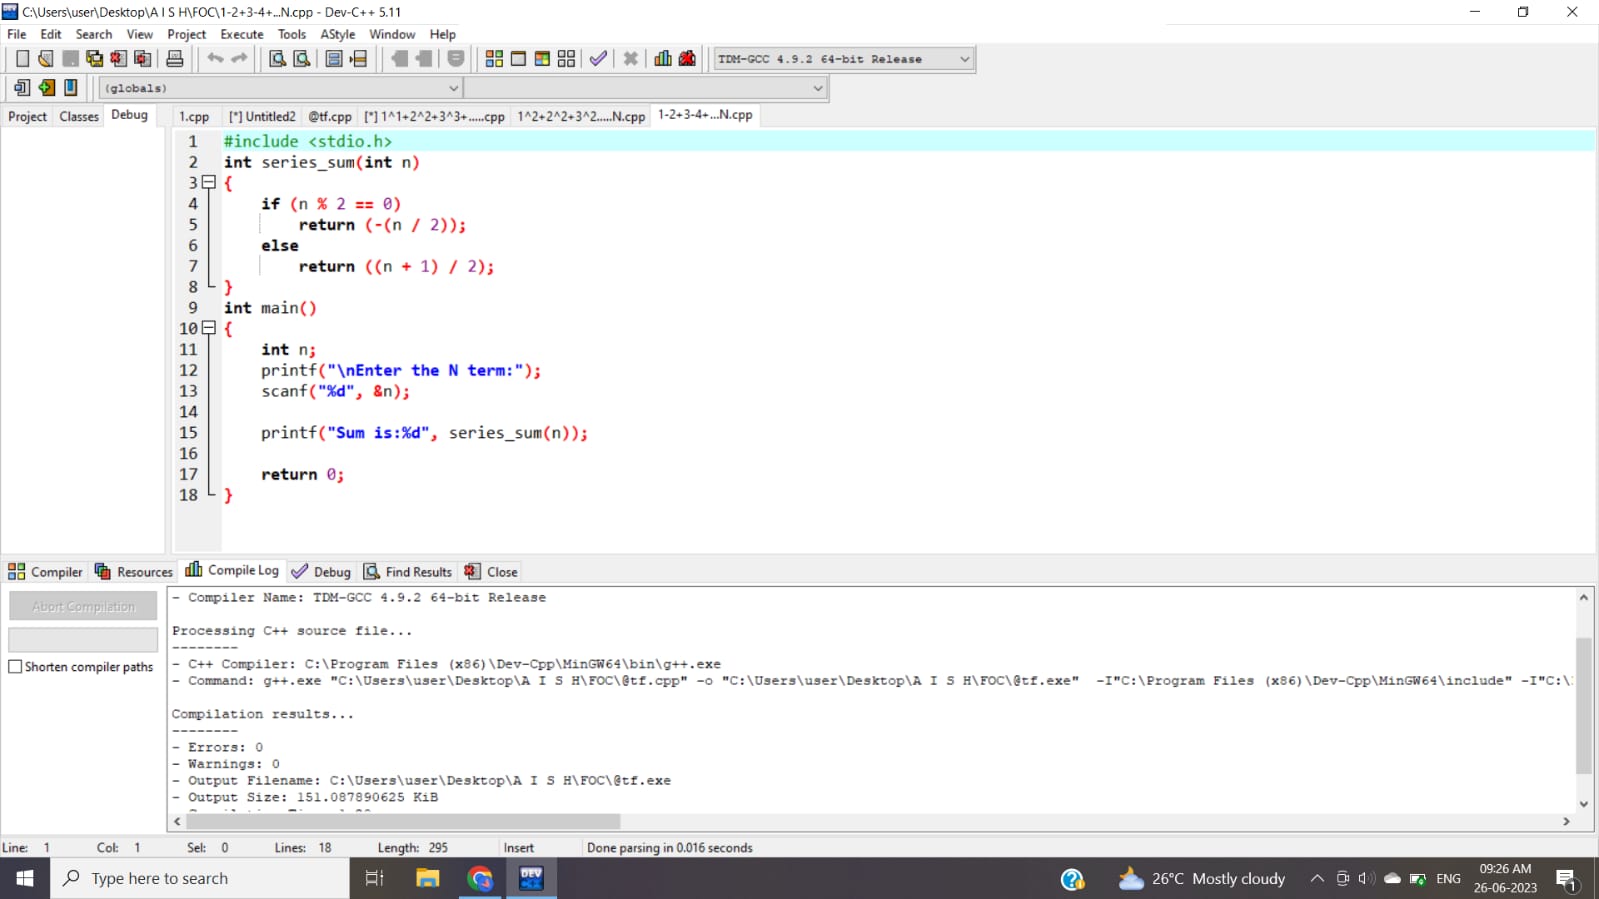 C:\Users\user\Desktop\A I S H\FOC\1-2+3-4+...N.cpp - Dev-C++ 5.11
File Edit Search View Project Execute Tools AStyle Window Help
TDM-GCC 4.9.2 64-bit Release
(globals)
Project Classes Debug 1.cpp [*] Untitled2 @tf.cpp [*] 1^1+2^2+3^3+.....cpp 1^2+2^2+3^2.....N.cpp 1-2+3-4+...N.cpp
1 #include <stdio.h>
2 int series_sum(int n)
3 {
4 if (n % 2 == 0)
5 return (-(n / 2));
6 else
7 return ((n + 1) / 2);
8 }
9 int main()
10 {
11 int n;
12 printf("\nEnter the N term:");
13 scanf("%d", &n);
14
15 printf("Sum is:%d", series_sum(n));
16
17 return 0;
18 }
Compiler Resources Compile Log Debug Find Results Close
Abort Compilation
Shorten compiler paths
- Compiler Name: TDM-GCC 4.9.2 64-bit Release
Processing C++ source file...
--------
- C++ Compiler: C:\Program Files (x86)\Dev-Cpp\MinGW64\bin\g++.exe
- Command: g++.exe "C:\Users\user\Desktop\A I S H\FOC\@tf.cpp" -o "C:\Users\user\Desktop\A I S H\FOC\@tf.exe" -I"C:\Program Files (x86)\Dev-Cpp\MinGW64\include" -I"C:\
Compilation results...
--------
- Errors: 0
- Warnings: 0
- Output Filename: C:\Users\user\Desktop\A I S H\FOC\@tf.exe
- Output Size: 151.087890625 KiB
Line: 1 Col: 1 Sel: 0 Lines: 18 Length: 295 Insert Done parsing in 0.016 seconds
Type here to search
DEV
26°C Mostly cloudy
ENG
09:26 AM
26-06-2023
1